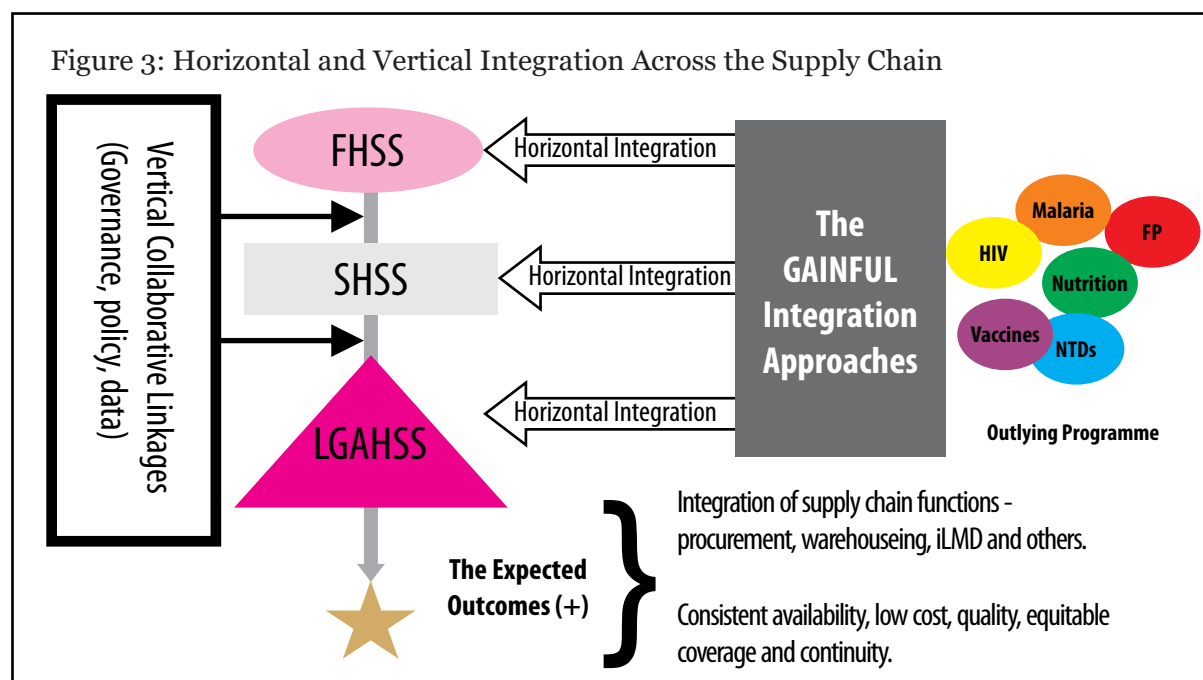 Figure 3: Horizontal and Vertical Integration Across the Supply Chain
Vertical Collaborative Linkages
(Governance, policy, data)
FHSS
Horizontal Integration
SHSS
Horizontal Integration
LGAHSS
Horizontal Integration
The
GAINFUL
Integration
Approaches
Malaria
FP
HIV
Nutrition
Vaccines
NTDs
Outlying Programme
The Expected
Outcomes (+)
Integration of supply chain functions -
procurement, warehouseing, iLMD and others.
Consistent availability, low cost, quality, equitable
coverage and continuity.